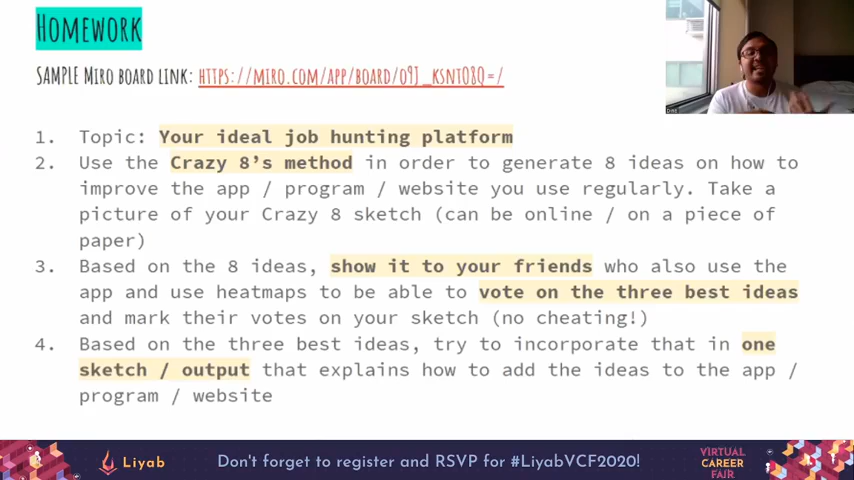 HOMEWORK
SAMPLE MIRO BOARD LINK: HTTPS://MIRO.COM/APP/BOARD/O9J_KSNTO8Q=/
1. Topic: Your ideal job hunting platform
2. Use the Crazy 8's method in order to generate 8 ideas on how to
improve the app / program / website you use regularly. Take a
picture of your Crazy 8 sketch (can be online / on a piece of
paper)
3. Based on the 8 ideas, show it to your friends who also use the
app and use heatmaps to be able to vote on the three best ideas
and mark their votes on your sketch (no cheating!)
4. Based on the three best ideas, try to incorporate that in one
sketch / output that explains how to add the ideas to the app /
program / website
Liyab
Don't forget to register and RSVP for #LiyabVCF2020!
VIRTUAL
CAREER
FAIR